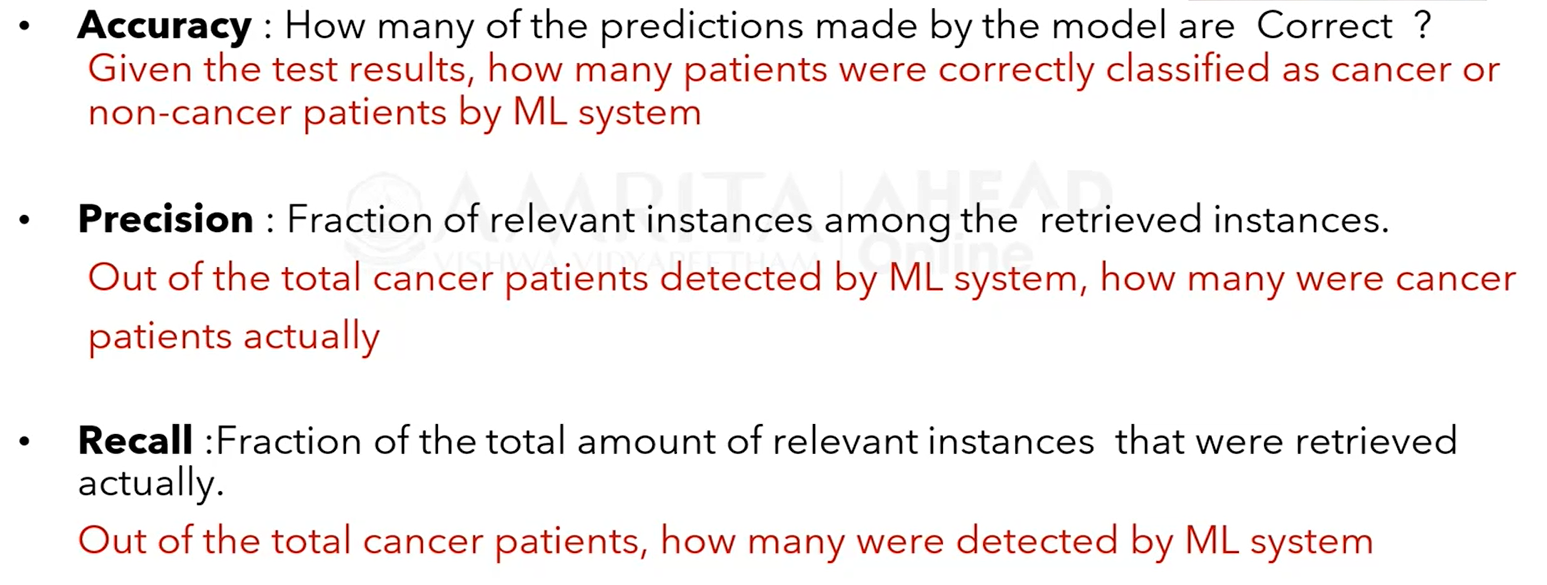 • Accuracy : How many of the predictions made by the model are Correct ?
Given the test results, how many patients were correctly classified as cancer or
non-cancer patients by ML system
AMRITA AHEAD
• Precision : Fraction of relevant instances among the retrieved instances.
VISHWA VIDYAPEETHAM Online
Out of the total cancer patients detected by ML system, how many were cancer
patients actually
• Recall :Fraction of the total amount of relevant instances that were retrieved
actually.
Out of the total cancer patients, how many were detected by ML system